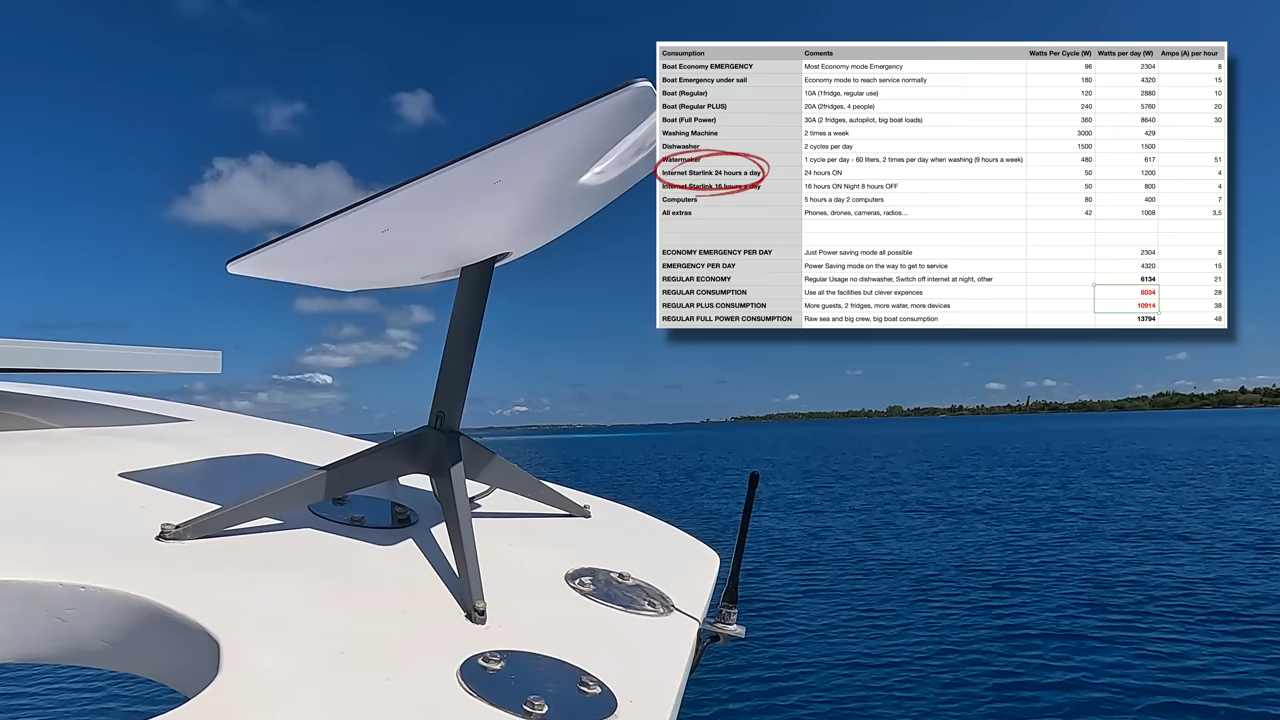 Consumption Coments Watts Per Cycle (W) Watts per day (W) Amps (A) per hour
Boat Economy EMERGENCY Most Economy mode Emergency 96 2304 8
Boat Emergency under sail Economy mode to reach service normally 180 4320 15
Boat (Regular) 10A (1fridge, regular use) 120 2880 10
Boat (Regular PLUS) 20A (2fridges, 4 people) 240 5760 20
Boat (Full Power) 30A (2 fridges, autopilot, big boat loads) 360 8640 30
Washing Machine 2 times a week 3000 429
Dishwasher 2 cycles per day 1500 1500
Watermaker 1 cycle per day - 60 liters, 2 times per day when washing (9 hours a week) 480 617 51
Internet Starlink 24 hours a day 24 hours ON 50 1200 4
Internet Starlink 16 hours a day 16 hours ON Night 8 hours OFF 50 800 4
Computers 5 hours a day 2 computers 80 400 7
All extras Phones, drones, cameras, radios... 42 1008 3,5
ECONOMY EMERGENCY PER DAY Just Power saving mode all possible 2304 8
EMERGENCY PER DAY Power Saving mode on the way to get to service 4320 15
REGULAR ECONOMY Regular Usage no dishwasher, Switch off internet at night, other 6134 21
REGULAR CONSUMPTION Use all the facilities but clever expences 8034 28
REGULAR PLUS CONSUMPTION More guests, 2 fridges, more water, more devices 10914 38
REGULAR FULL POWER CONSUMPTION Raw sea and big crew, big boat consumption 13794 48